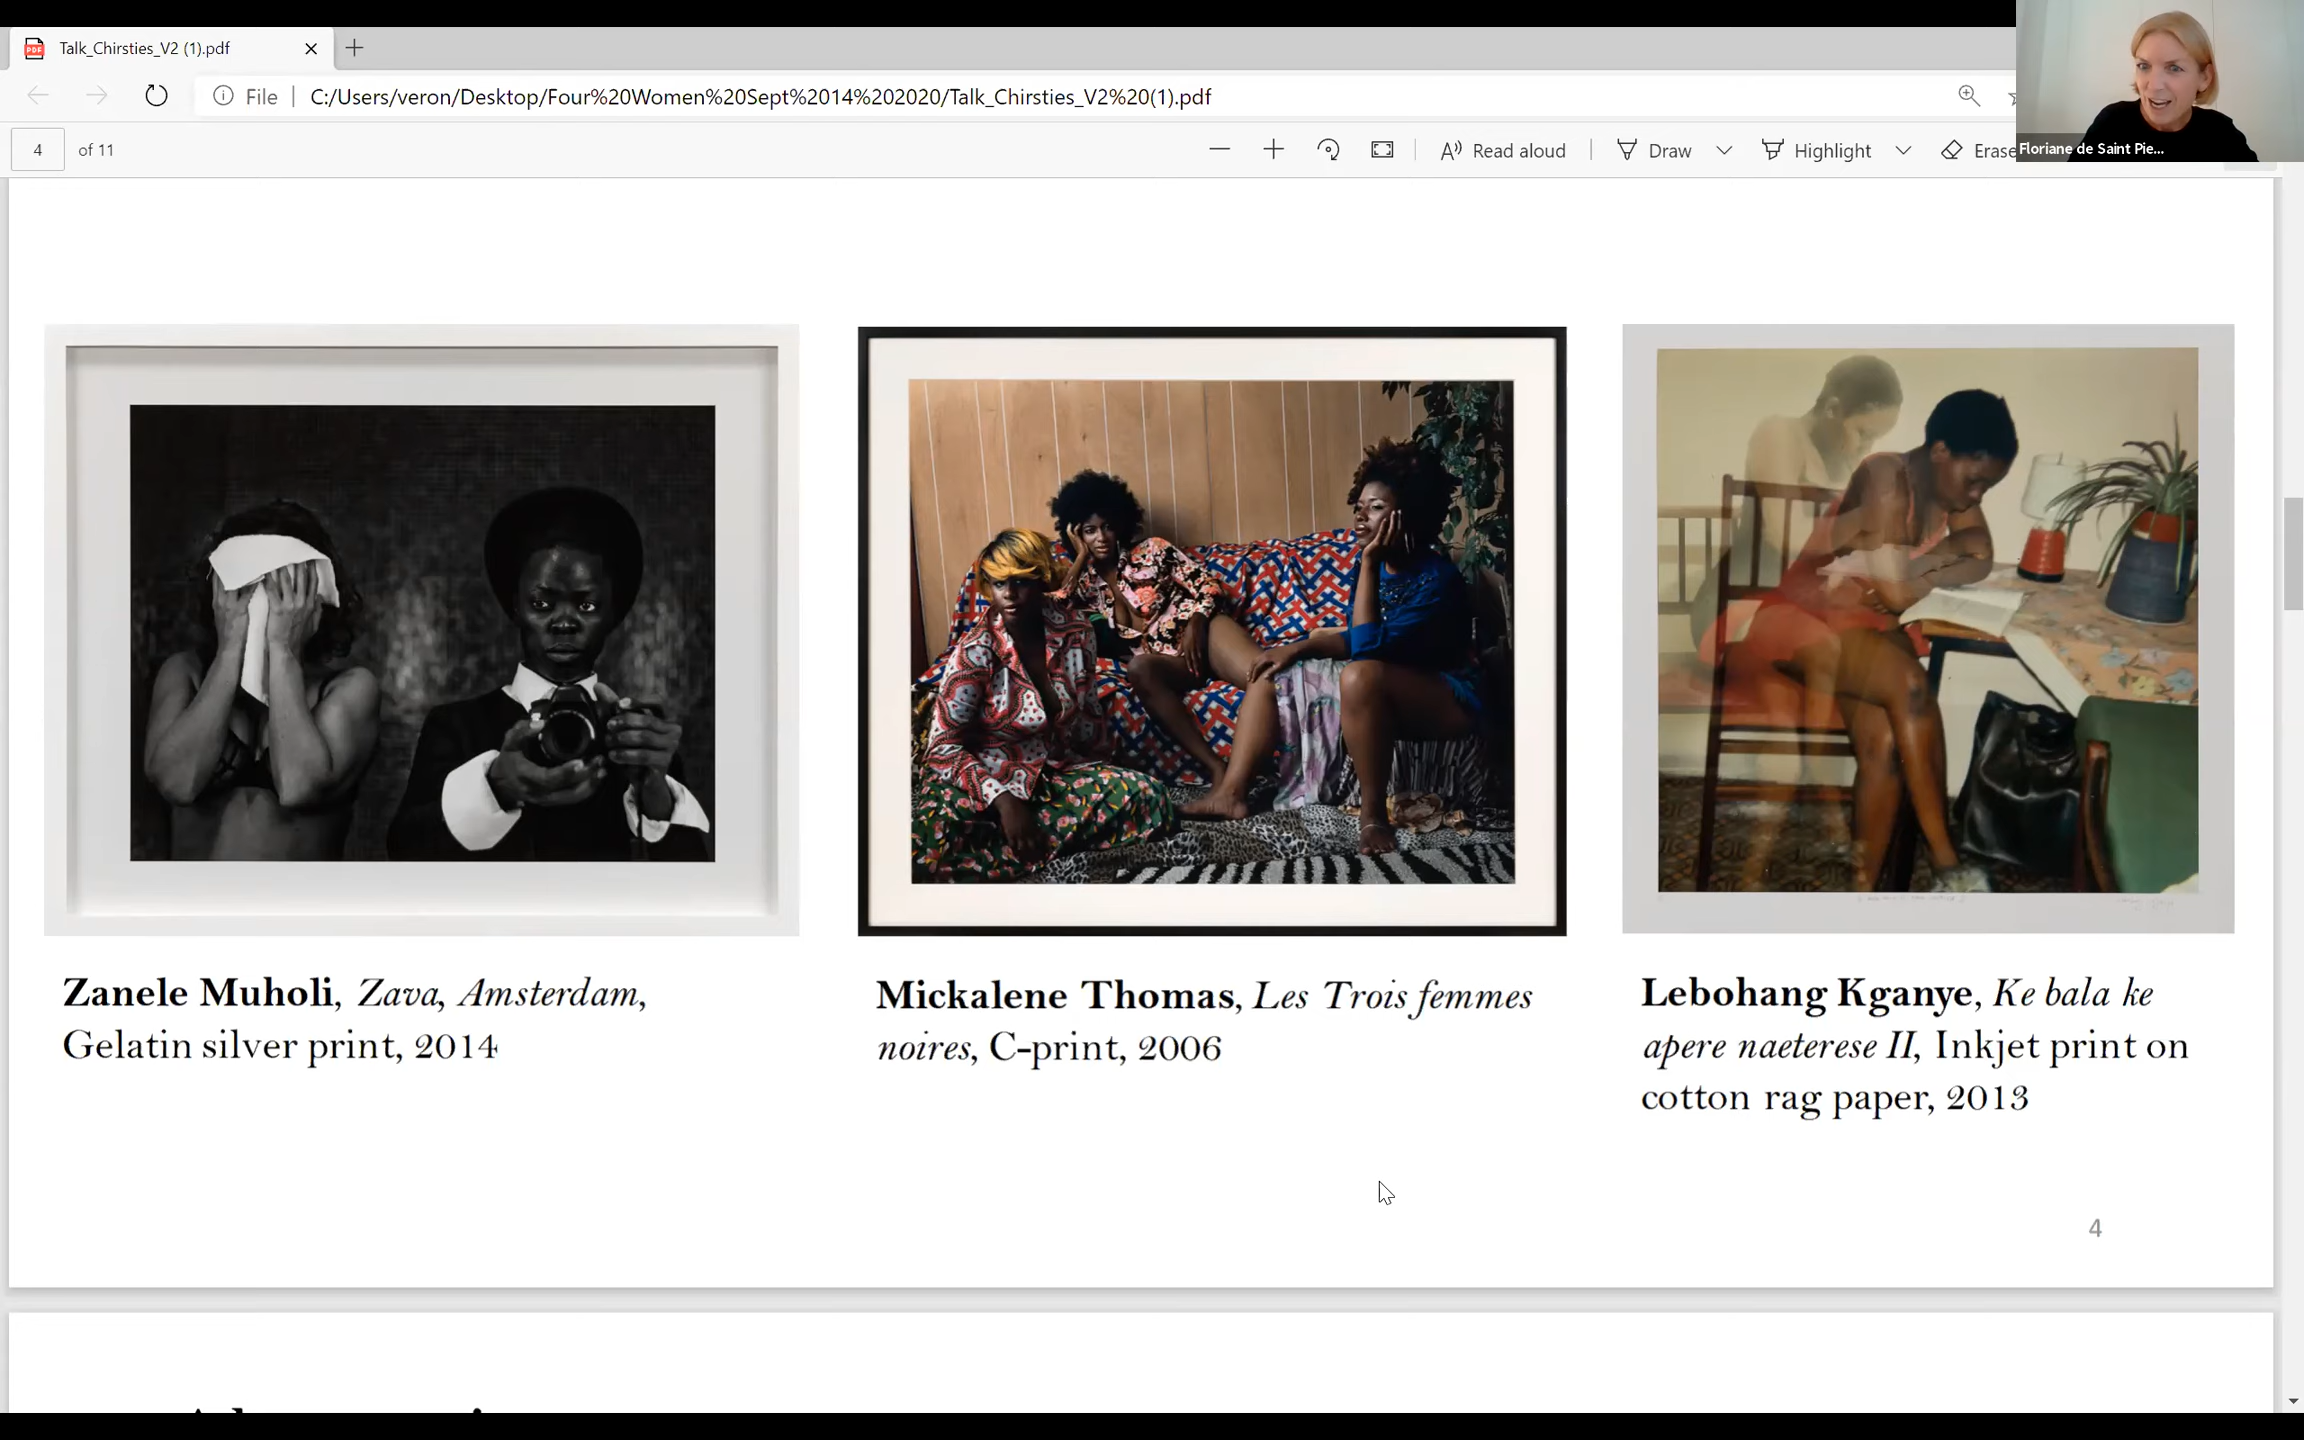 Talk_Chirsties_V2 (1).pdf
File | C:/Users/veron/Desktop/Four%20Women%20Sept%2014%202020/Talk_Chirsties_V2%20(1).pdf
4 of 11
Read aloud
Draw
Highlight
Erase
Floriane de Saint Pie...
Zanele Muholi, Zava, Amsterdam,
Gelatin silver print, 2014
Mickalene Thomas, Les Trois femmes
noires, C-print, 2006
Lebohang Kganye, Ke bala ke
apere naeterese II, Inkjet print on
cotton rag paper, 2013
4